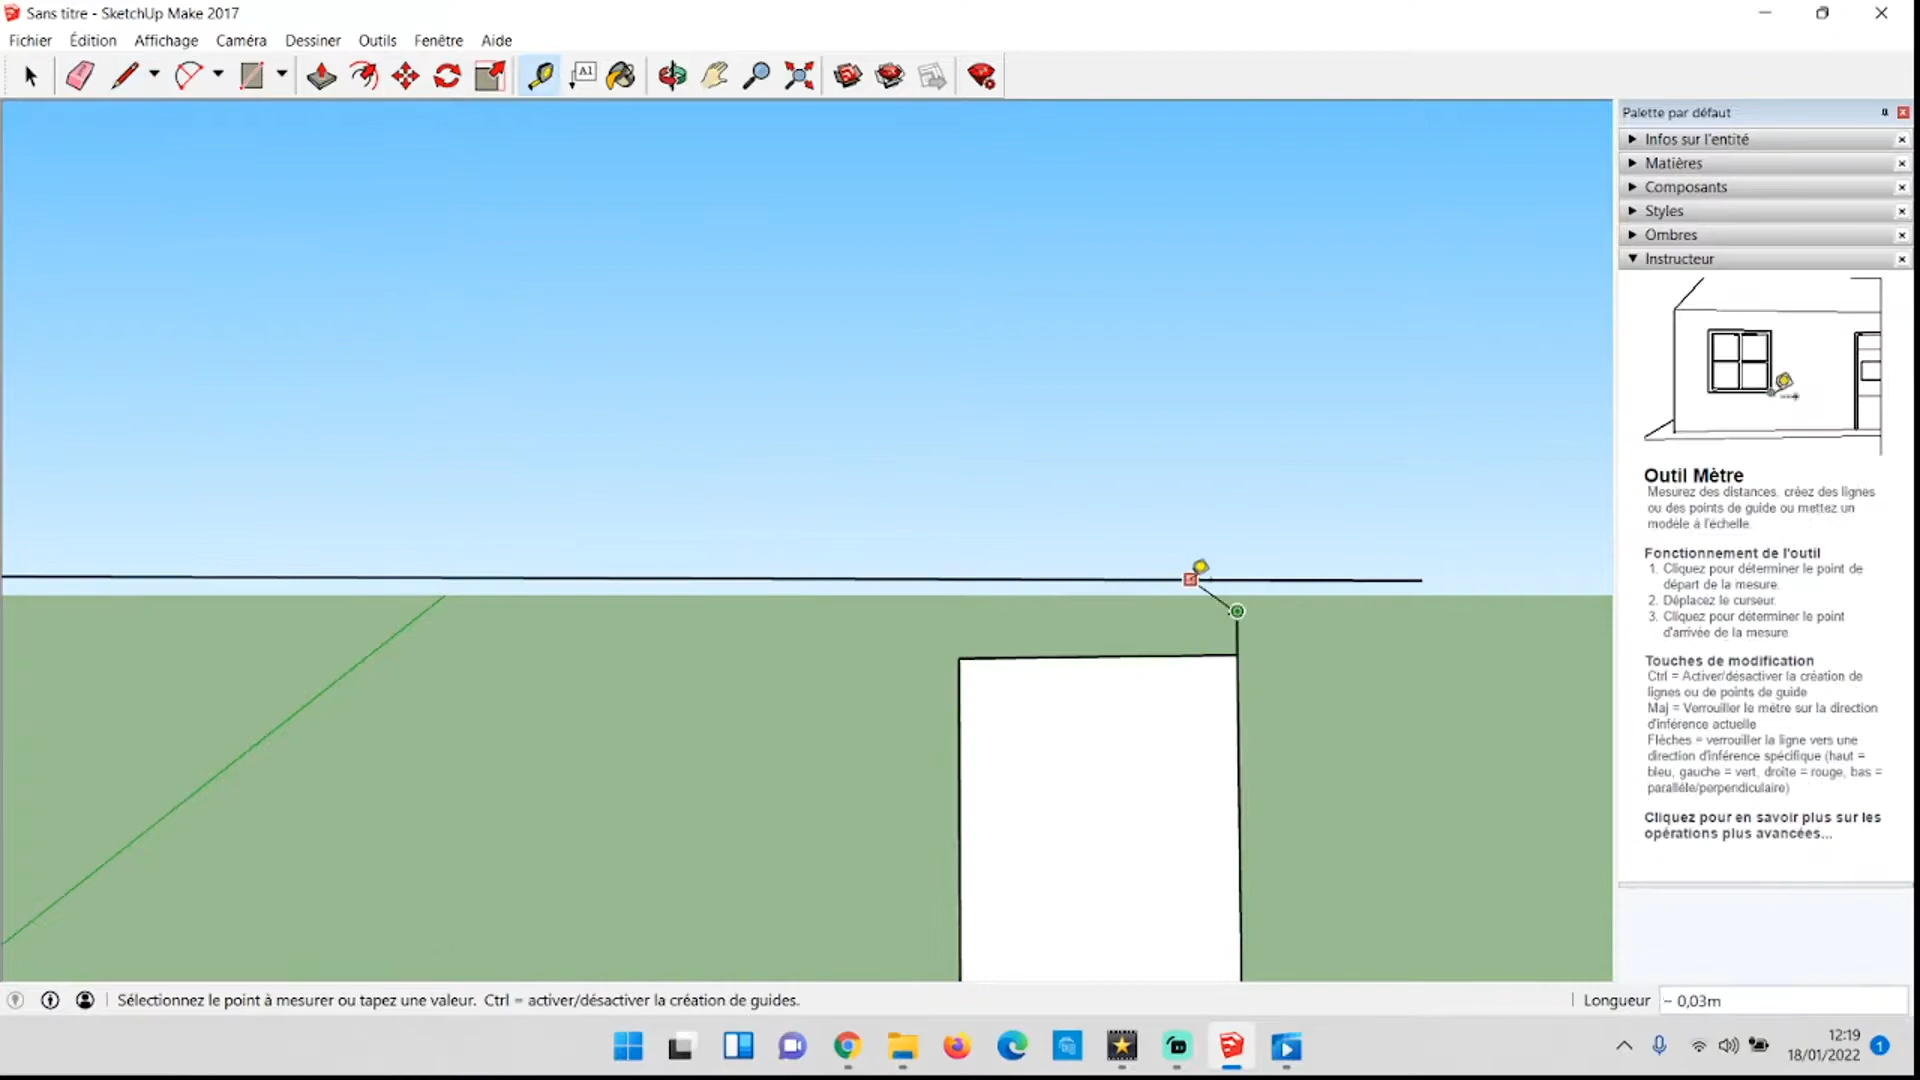 Sans titre - SketchUp Make 2017
Fichier Édition Affichage Caméra Dessiner Outils Fenêtre Aide
A1
Palette par défaut
Infos sur l'entité
Matières
Composants
Styles
Ombres
Instructeur
Outil Mètre
Mesurez des distances, créez des lignes
ou des points de guide ou mettez un
modèle à l'échelle.
Fonctionnement de l'outil
1. Cliquez pour déterminer le point de
départ de la mesure.
2. Déplacez le curseur.
3. Cliquez pour déterminer le point
d'arrivée de la mesure
Touches de modification
Ctrl = Activer/désactiver la création de
lignes ou de points de guide
Maj = Verrouiller le mètre sur la direction
d'inférence actuelle
Flèches = verrouiller la ligne vers une
direction d'inférence spécifique (haut =
bleu, gauche = vert, droite = rouge, bas =
parallèle/perpendiculaire)
Cliquez pour en savoir plus sur les
opérations plus avancées...
Sélectionnez le point à mesurer ou tapez une valeur. Ctrl = activer/désactiver la création de guides.
Longueur ~ 0,03m
12:19
18/01/2022
1